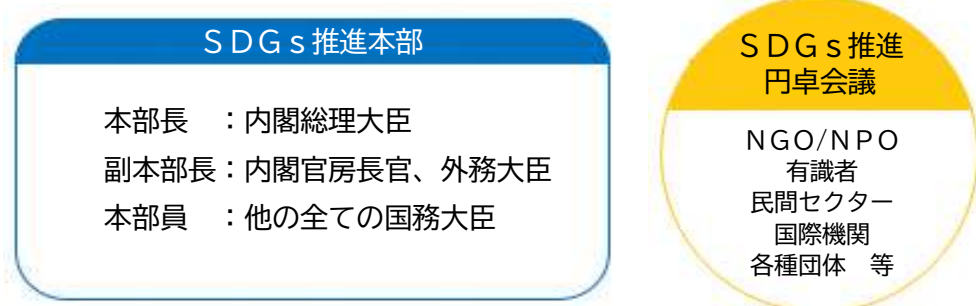 ＳＤＧｓ推進本部
本部長　：内閣総理大臣
副本部長：内閣官房長官、外務大臣
本部員　：他の全ての国務大臣
ＳＤＧｓ推進
円卓会議
ＮＧＯ/ＮＰＯ
有識者
民間セクター
国際機関
各種団体　等